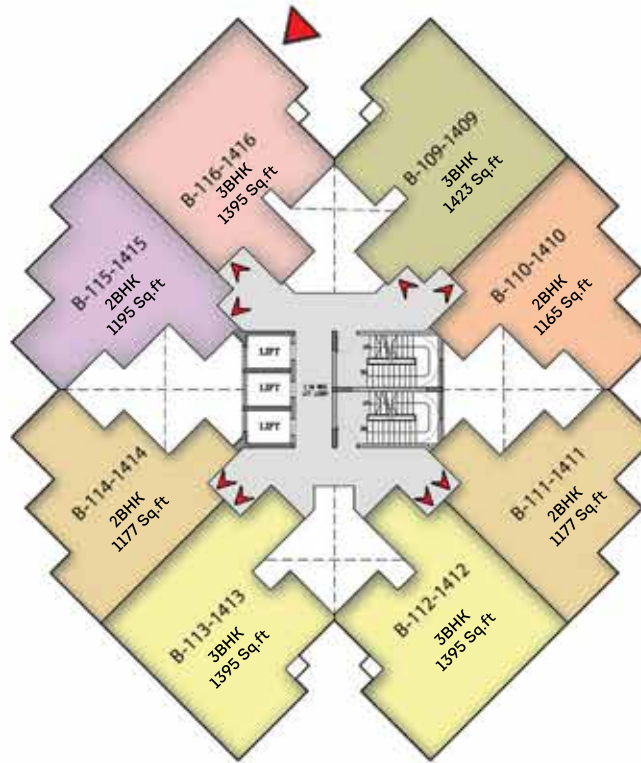 B-116-1416
3BHK
1395 Sq.ft
B-109-1409
3BHK
1423 Sq.ft
B-115-1415
2BHK
1195 Sq.ft
B-110-1410
2BHK
1165 Sq.ft
LIFT
LIFT
LIFT
B-114-1414
2BHK
1177 Sq.ft
B-111-1411
2BHK
1177 Sq.ft
B-113-1413
3BHK
1395 Sq.ft
B-112-1412
3BHK
1395 Sq.ft